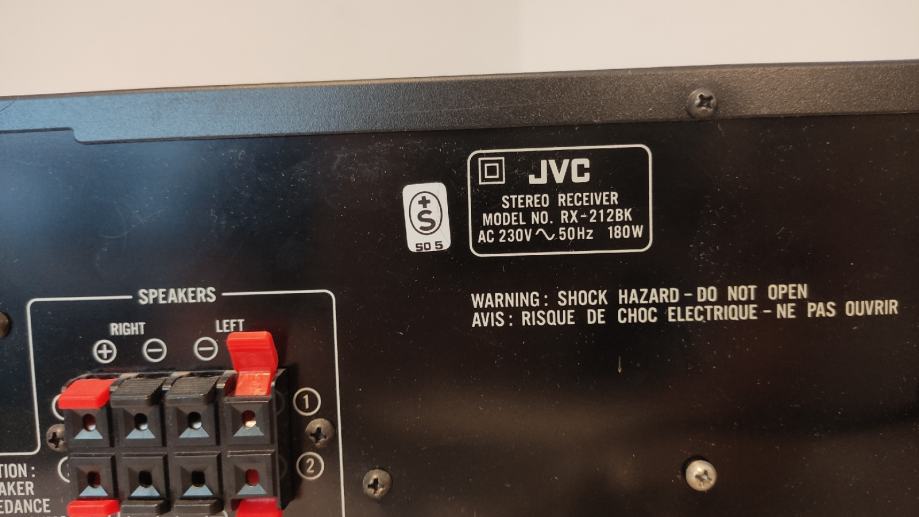 JVC
STEREO RECEIVER
MODEL NO. RX-212BK
AC 230V ∿ 50Hz 180W
+
S
SO 5
WARNING: SHOCK HAZARD-DO NOT OPEN
AVIS: RISQUE DE CHOC ELECTRIQUE-NE PAS OUVRIR
SPEAKERS
RIGHT LEFT
+ − −
1
2
TION:
AKER
EDANCE